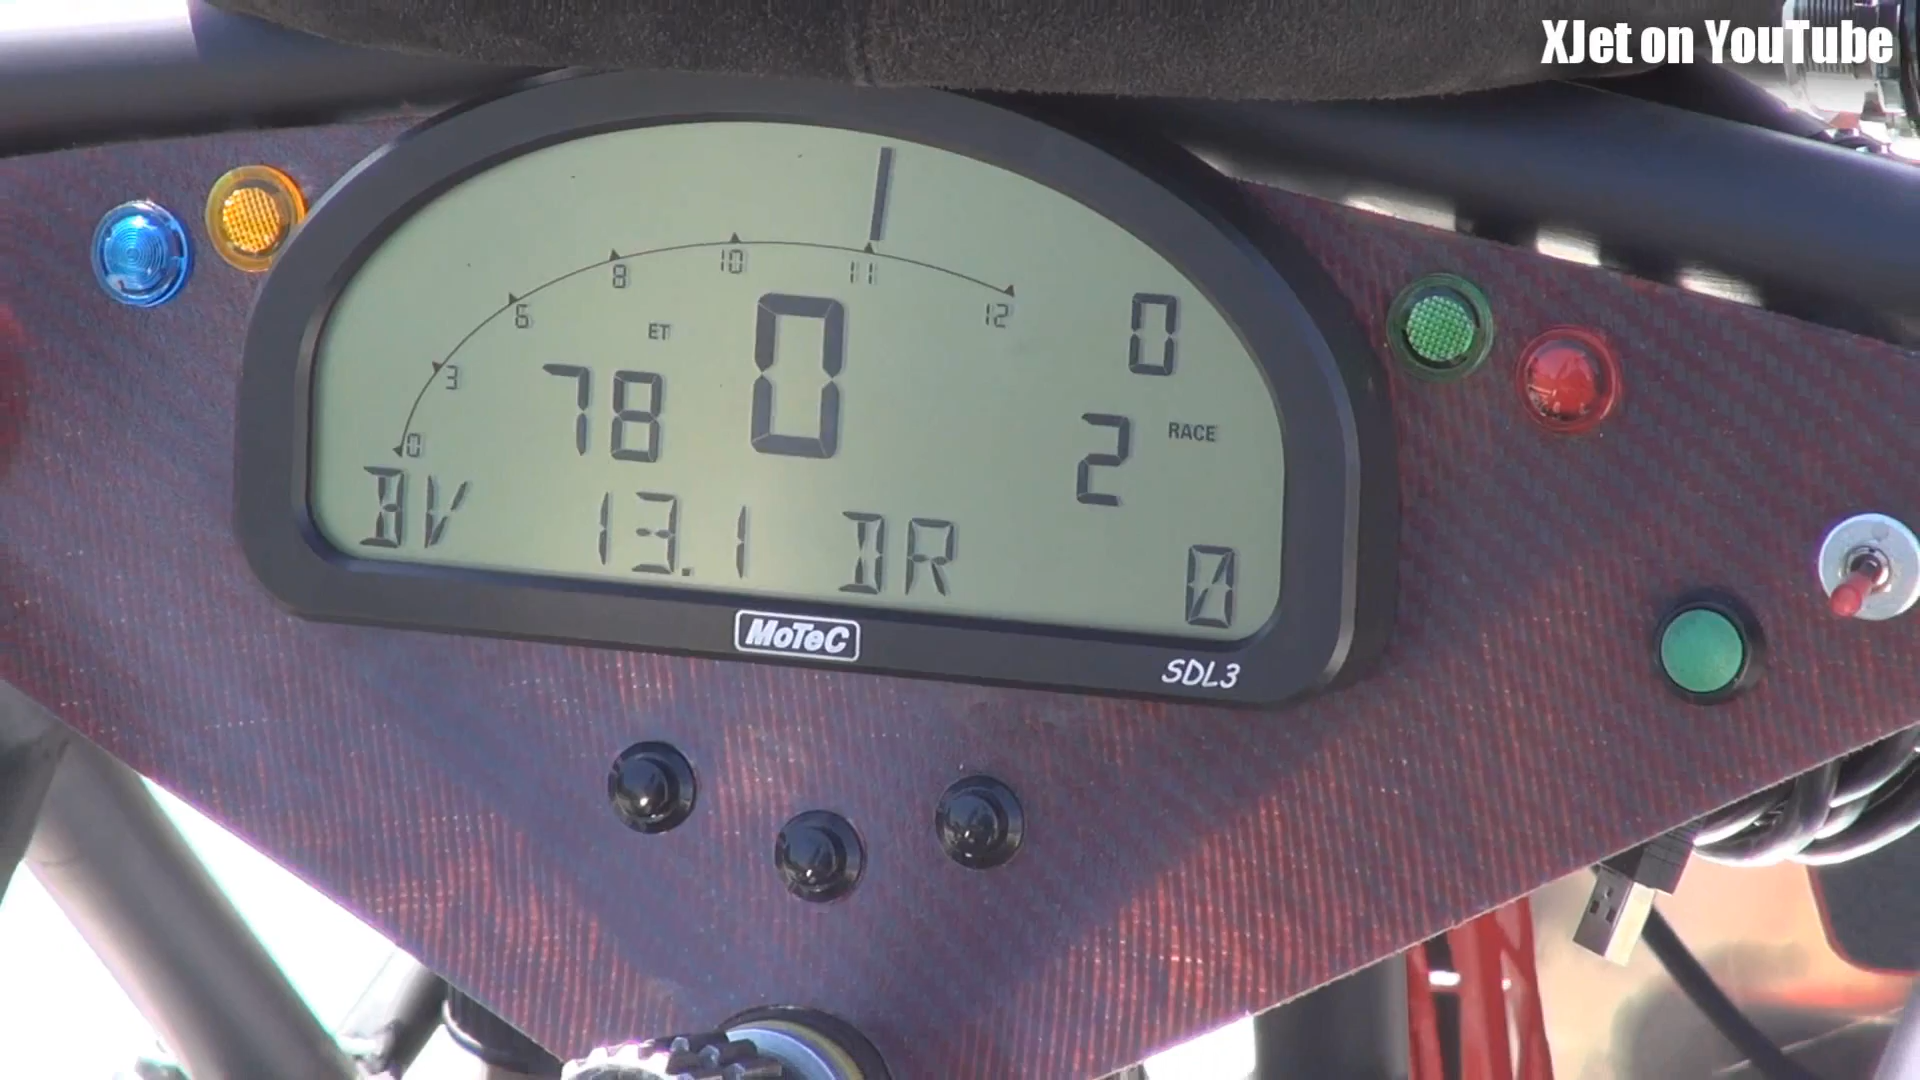 XJet on YouTube
0 3 6 8 10 11 12
ET
78
0
0
2 RACE
BV 13.1 DR 0
MoTeC
SDL3